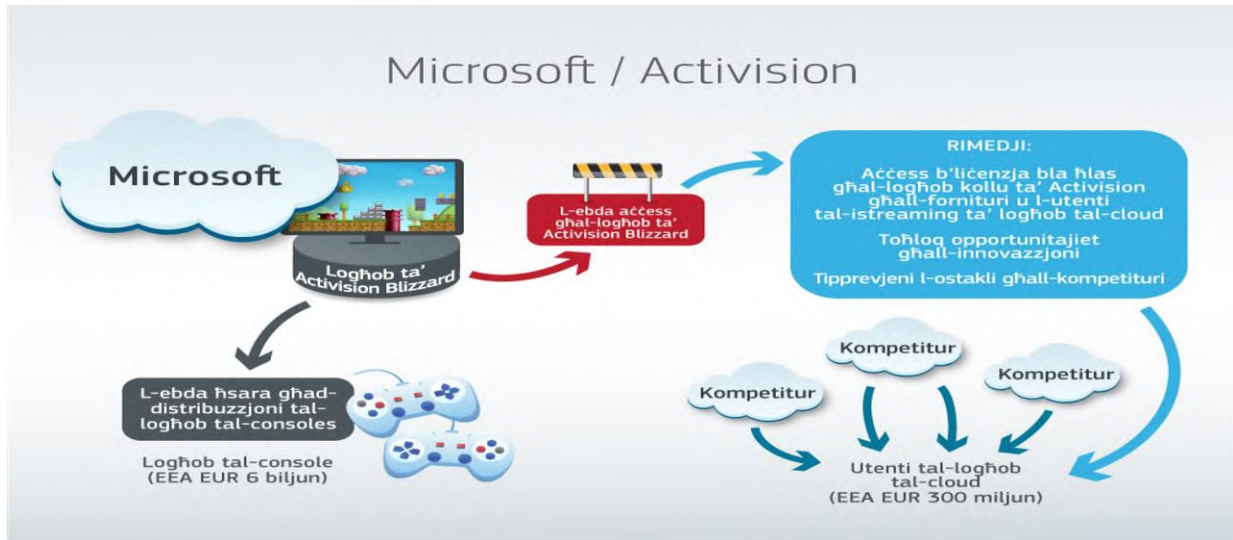 Microsoft / Activision
Microsoft
Logħob ta'
Activision Blizzard
L-ebda aċċess
għal-logħob ta'
Activision Blizzard
RIMEDJI:
Aċċess b'liċenzja bla ħlas
għal-logħob kollu ta' Activision
għall-fornituri u l-utenti
tal-istreaming ta' logħob tal-cloud
Toħloq opportunitajiet
għall-innovazzjoni
Tipprevjeni l-ostakli għall-kompetituri
L-ebda ħsara għad-
distribuzzjoni tal-
logħob tal-consoles
Logħob tal-console
(EEA EUR 6 biljun)
Kompetitur
Kompetitur
Kompetitur
Utenti tal-logħob
tal-cloud
(EEA EUR 300 miljun)